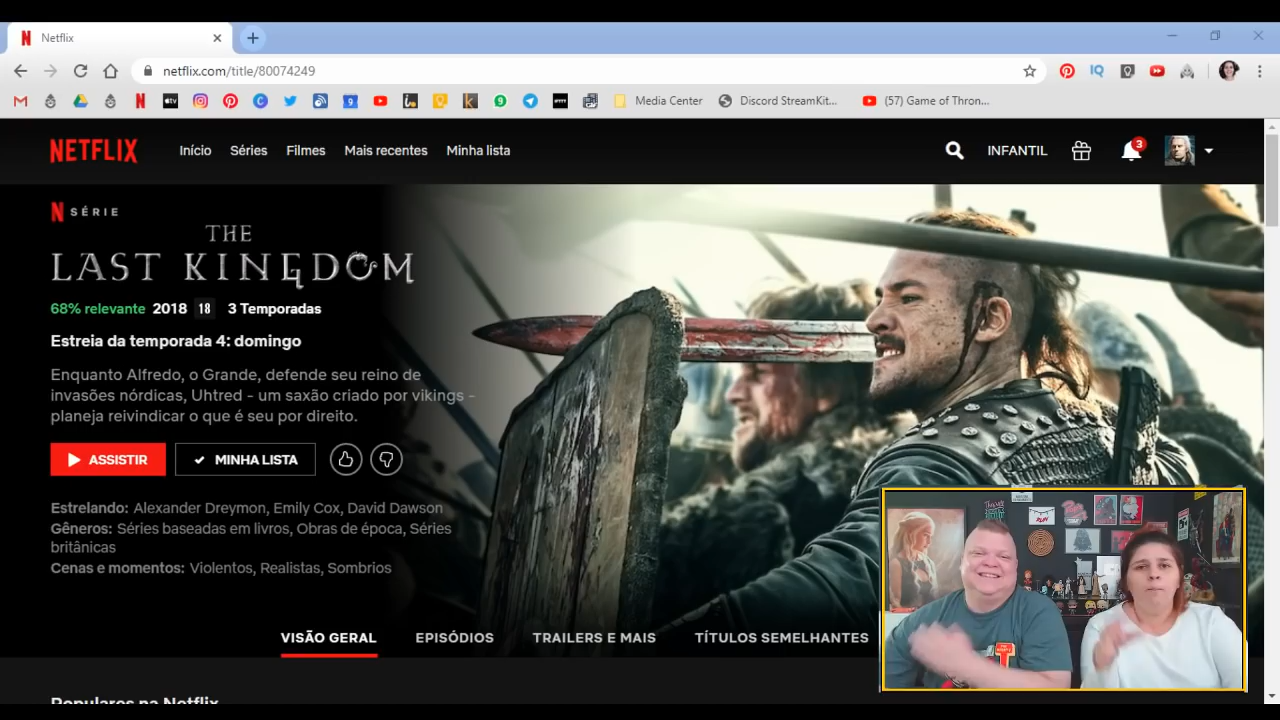 Netflix
netflix.com/title/80074249
Media Center
Discord StreamKit...
(57) Game of Thron...
NETFLIX
Início
Séries
Filmes
Mais recentes
Minha lista
INFANTIL
3
N SÉRIE
THE
LAST KINGDOM
68% relevante 2018 18 3 Temporadas
Estreia da temporada 4: domingo
Enquanto Alfredo, o Grande, defende seu reino de
invasões nórdicas, Uhtred - um saxão criado por vikings -
planeja reivindicar o que é seu por direito.
ASSISTIR
MINHA LISTA
Estrelando: Alexander Dreymon, Emily Cox, David Dawson
Gêneros: Séries baseadas em livros, Obras de época, Séries
britânicas
Cenas e momentos: Violentos, Realistas, Sombrios
VISÃO GERAL
EPISÓDIOS
TRAILERS E MAIS
TÍTULOS SEMELHANTES
Populares na Netflix